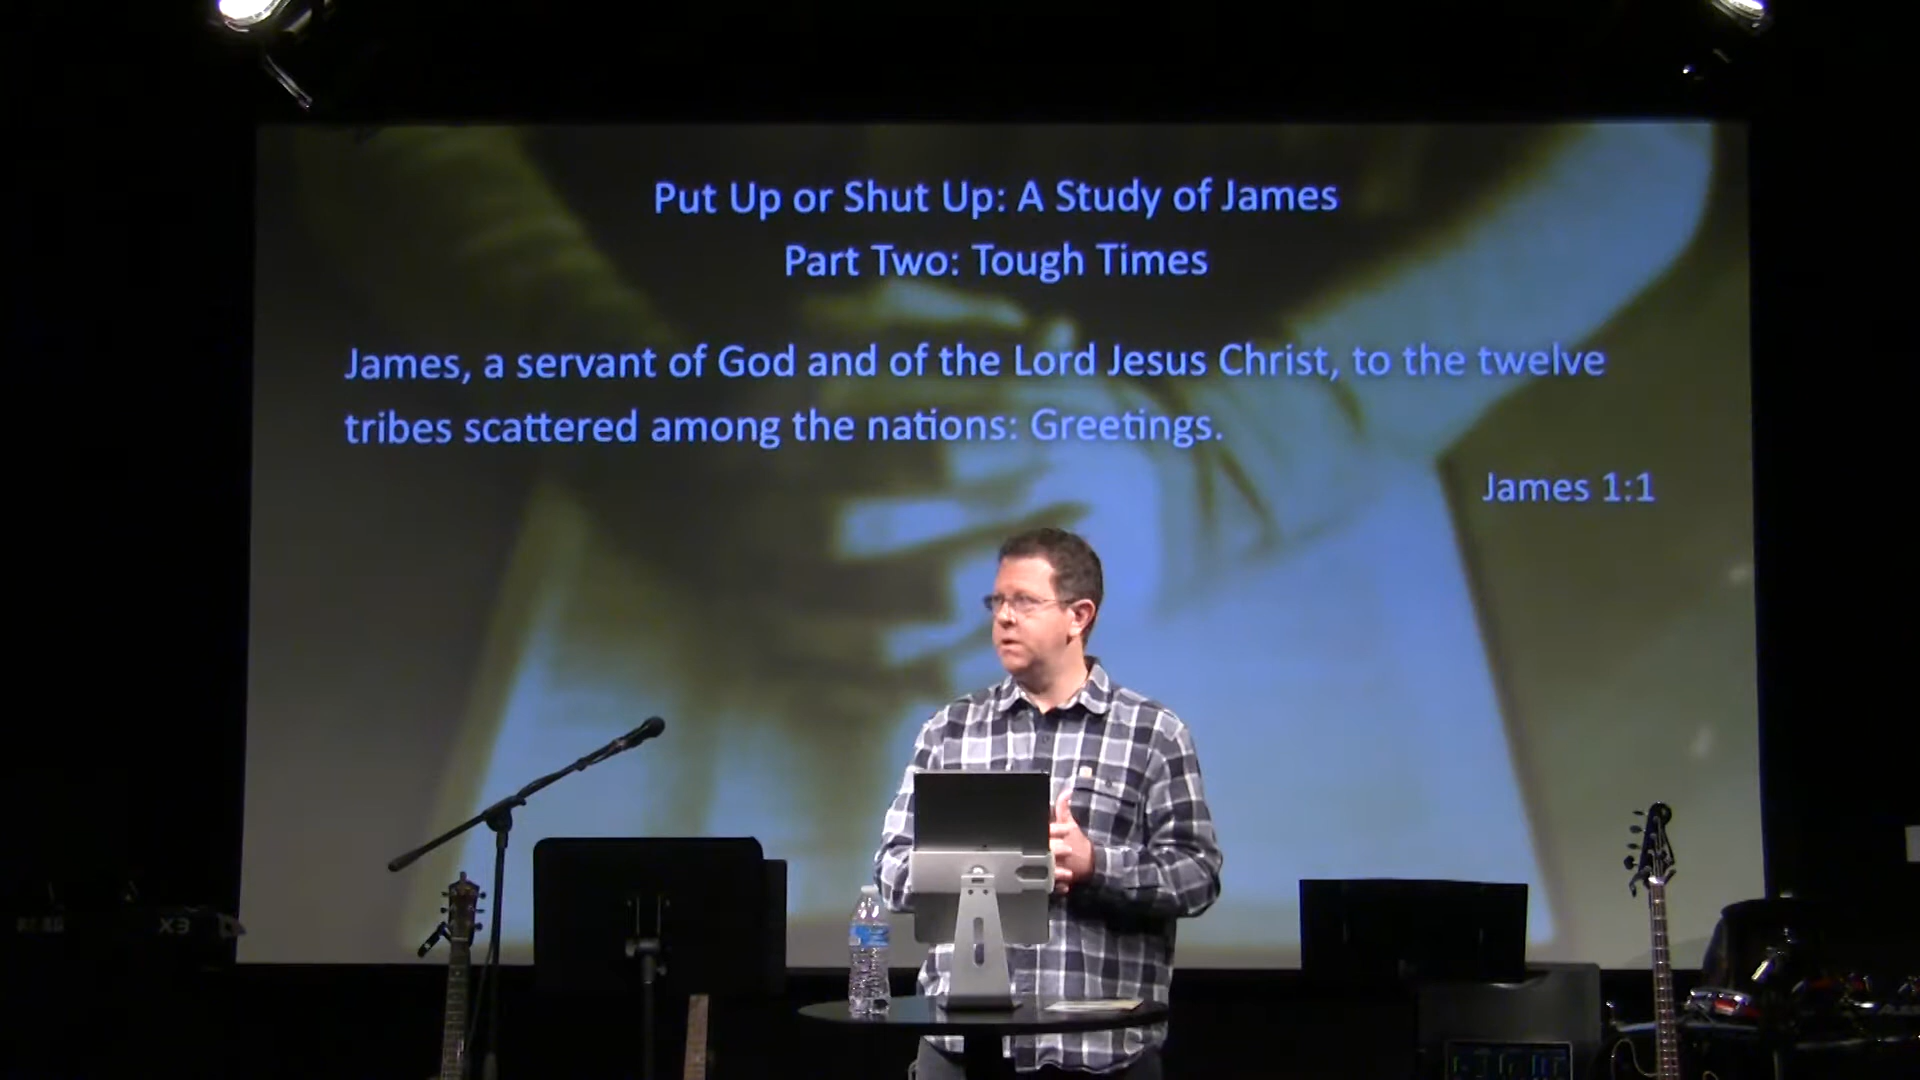 Put Up or Shut Up: A Study of James
Part Two: Tough Times
James, a servant of God and of the Lord Jesus Christ, to the twelve
tribes scattered among the nations: Greetings.
James 1:1
X3